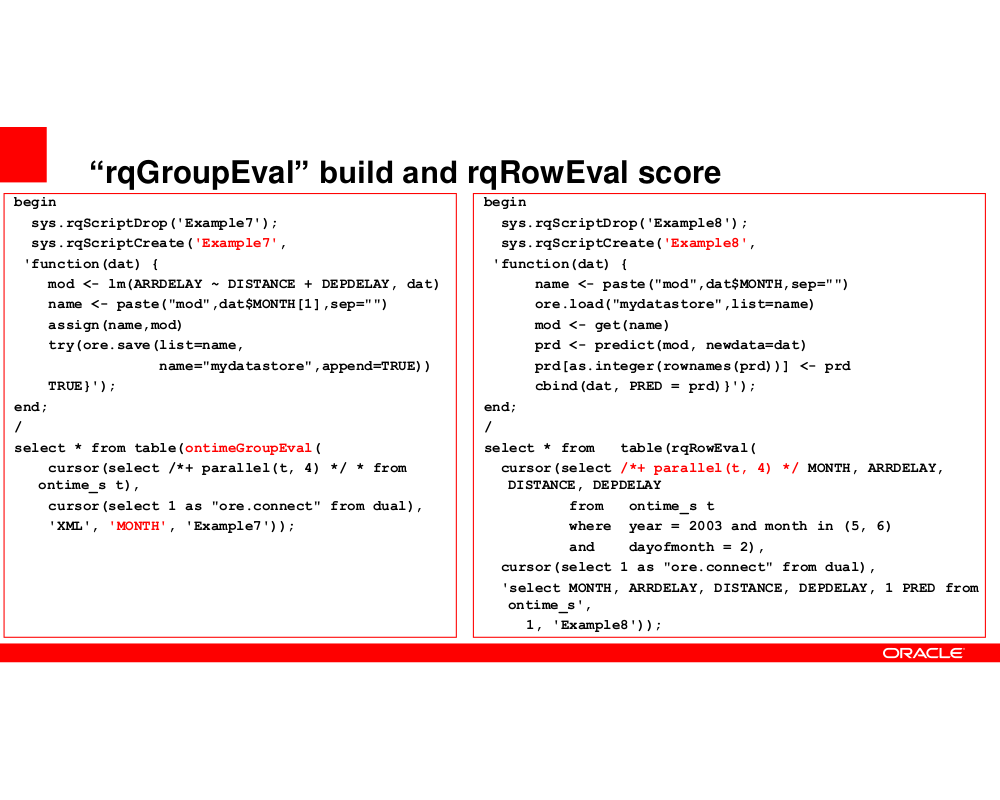 “rqGroupEval” build and rqRowEval score
begin
sys.rqScriptDrop('Example7');
sys.rqScriptCreate('Example7',
'function(dat) {
mod <- lm(ARRDELAY ~ DISTANCE + DEPDELAY, dat)
name <- paste("mod",dat$MONTH[1],sep="")
assign(name,mod)
try(ore.save(list=name,
name="mydatastore",append=TRUE))
TRUE}');
end;
/
select * from table(ontimeGroupEval(
cursor(select /*+ parallel(t, 4) */ * from
ontime_s t),
cursor(select 1 as "ore.connect" from dual),
'XML', 'MONTH', 'Example7'));
begin
sys.rqScriptDrop('Example8');
sys.rqScriptCreate('Example8',
'function(dat) {
name <- paste("mod",dat$MONTH,sep="")
ore.load("mydatastore",list=name)
mod <- get(name)
prd <- predict(mod, newdata=dat)
prd[as.integer(rownames(prd))] <- prd
cbind(dat, PRED = prd)}');
end;
/
select * from table(rqRowEval(
cursor(select /*+ parallel(t, 4) */ MONTH, ARRDELAY,
DISTANCE, DEPDELAY
from ontime_s t
where year = 2003 and month in (5, 6)
and dayofmonth = 2),
cursor(select 1 as "ore.connect" from dual),
'select MONTH, ARRDELAY, DISTANCE, DEPDELAY, 1 PRED from
ontime_s',
1, 'Example8'));
ORACLE